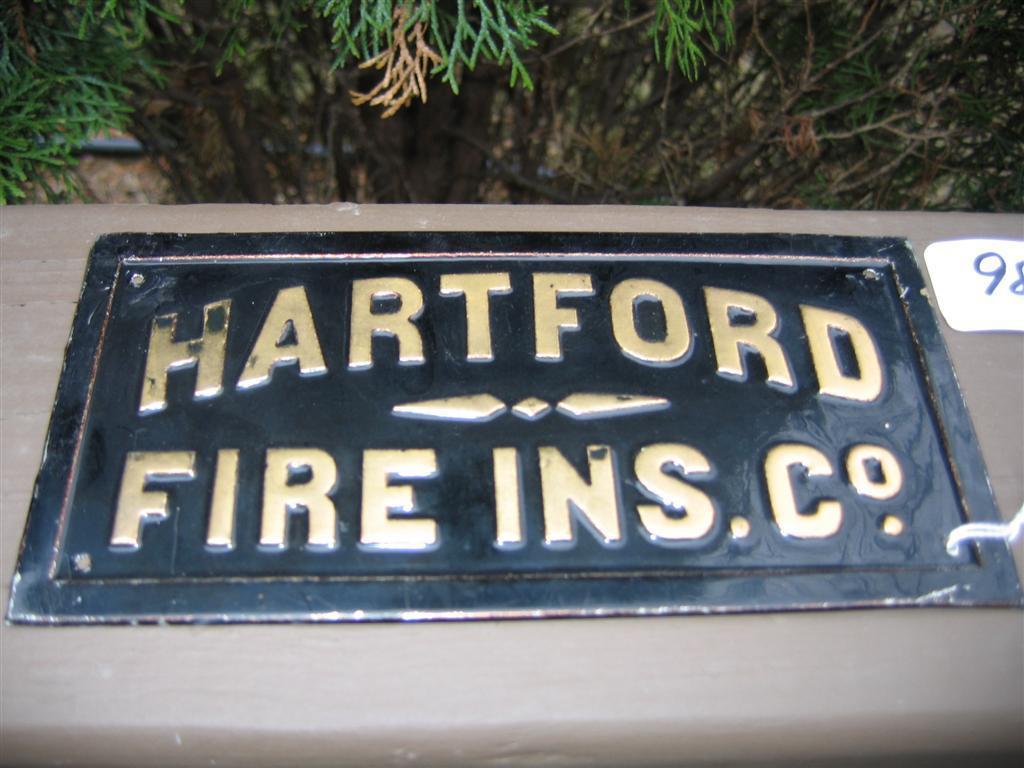 HARTFORD
FIRE INS. Co.
98